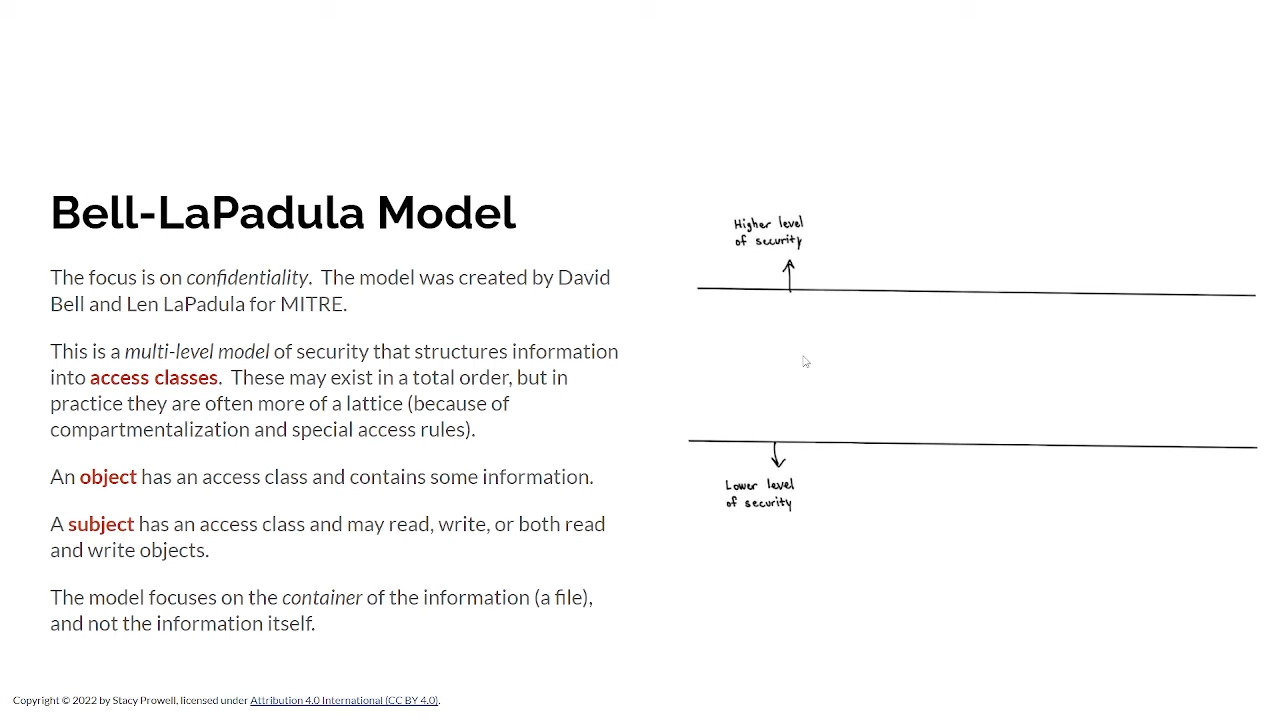 Bell-LaPadula Model
The focus is on confidentiality.  The model was created by David
Bell and Len LaPadula for MITRE.
This is a multi-level model of security that structures information
into access classes.  These may exist in a total order, but in
practice they are often more of a lattice (because of
compartmentalization and special access rules).
An object has an access class and contains some information.
A subject has an access class and may read, write, or both read
and write objects.
The model focuses on the container of the information (a file),
and not the information itself.
Higher level
of security
Lower level
of security
Copyright © 2022 by Stacy Prowell, licensed under Attribution 4.0 International (CC BY 4.0).